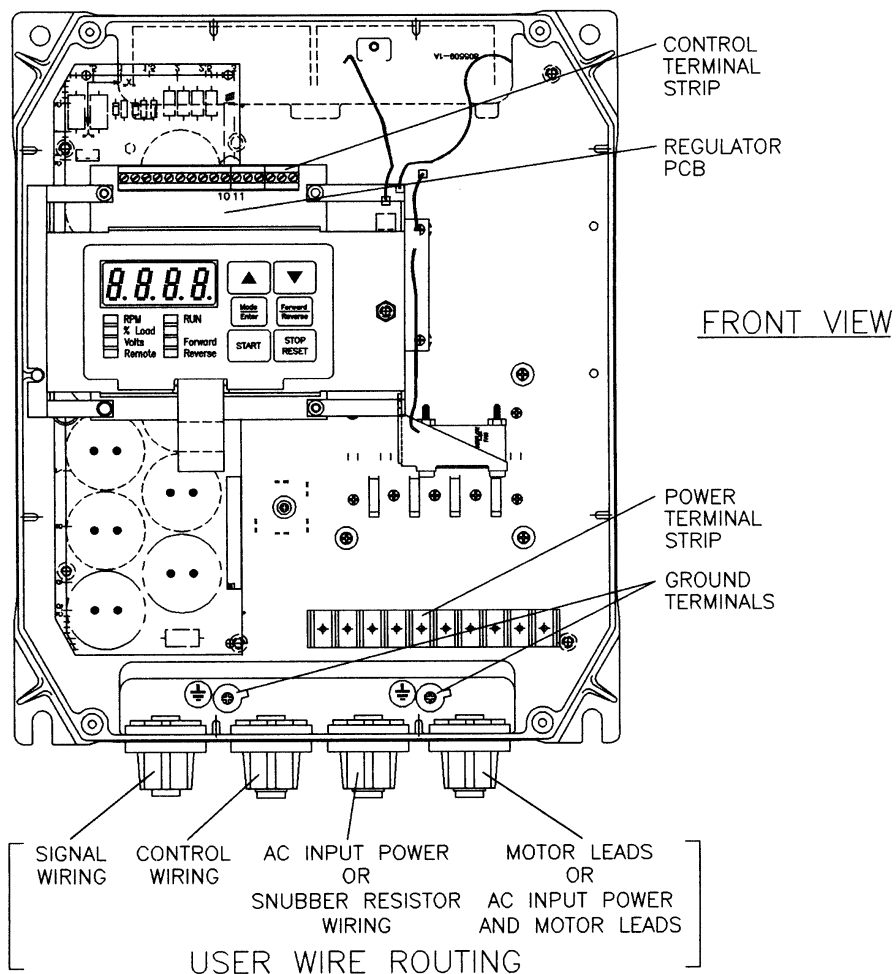 805509-1A
CONTROL
TERMINAL
STRIP
REGULATOR
PCB
10 11
8.8.8.8.
RPM
% Load
Volts
Remote
RUN
Forward
Reverse
Mode
Enter
Forward
Reverse
START
STOP
RESET
FRONT VIEW
POWER
TERMINAL
STRIP
GROUND
TERMINALS
SIGNAL
WIRING
CONTROL
WIRING
AC INPUT POWER
OR
SNUBBER RESISTOR
WIRING
MOTOR LEADS
OR
AC INPUT POWER
AND MOTOR LEADS
USER WIRE ROUTING